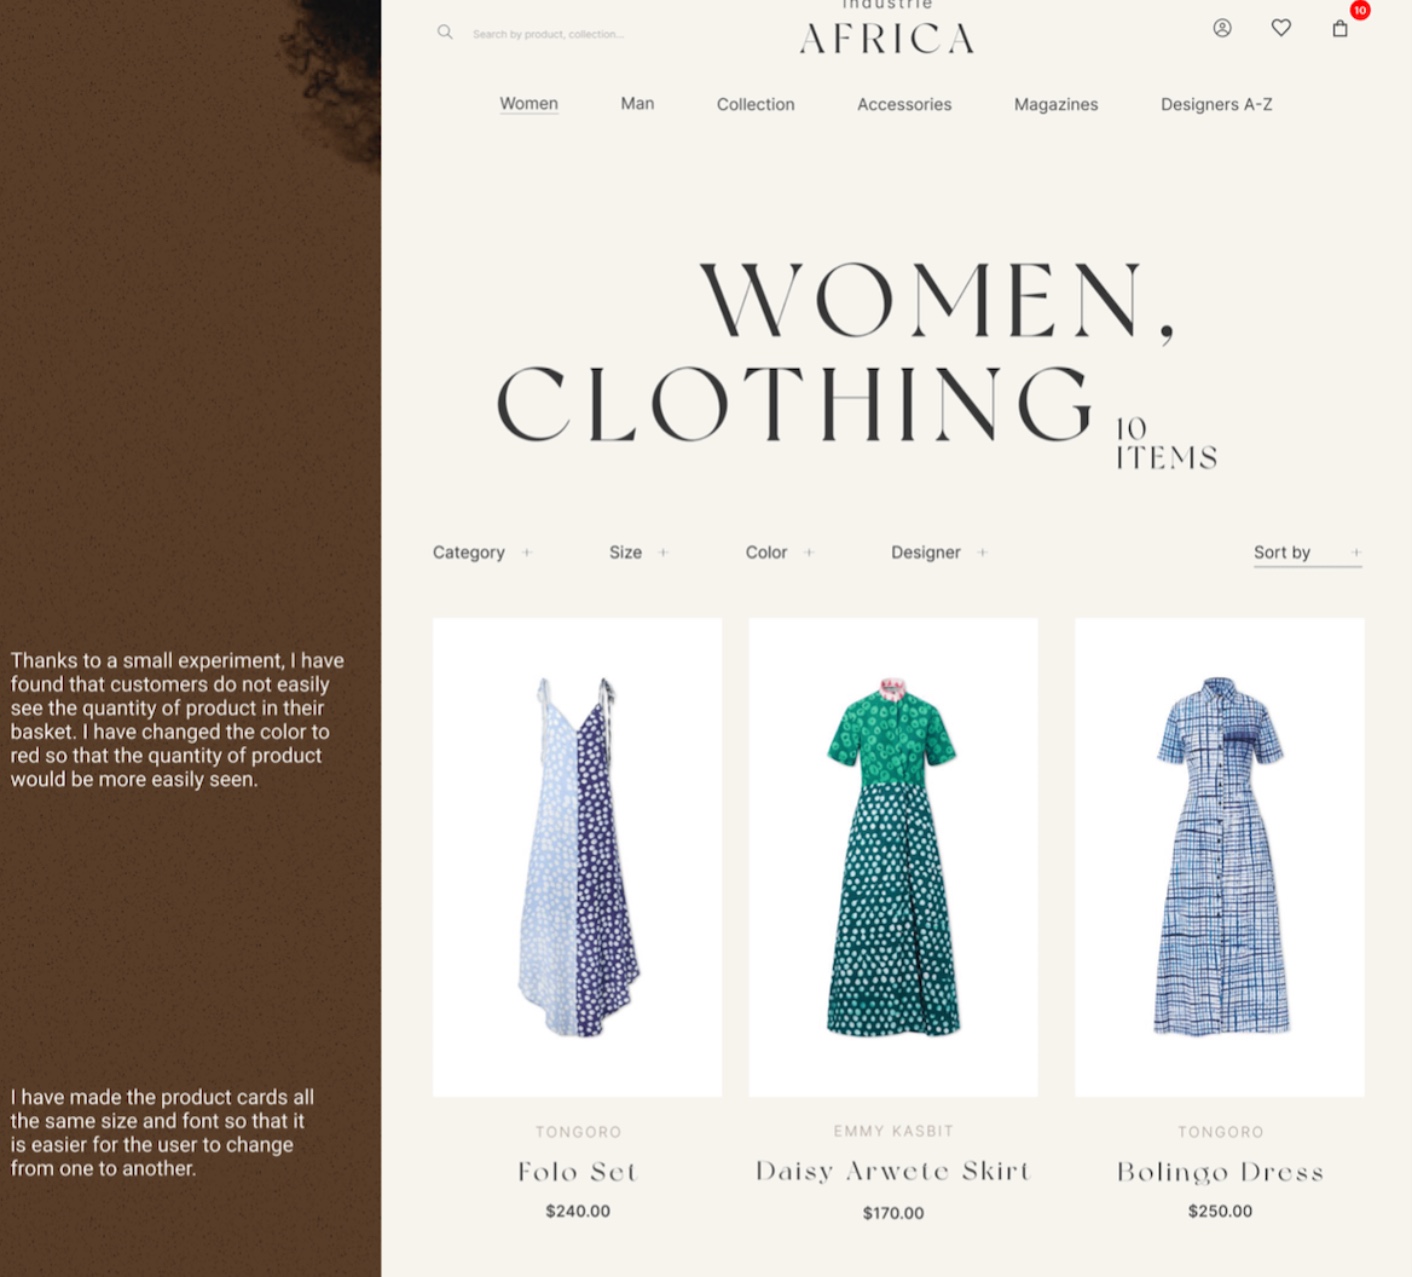 industrie
AFRICA
Search by product, collection...
10
Women
Man
Collection
Accessories
Magazines
Designers A-Z
WOMEN,
CLOTHING
10
ITEMS
Category +
Size +
Color +
Designer +
Sort by +
Thanks to a small experiment, I have
found that customers do not easily
see the quantity of product in their
basket. I have changed the color to
red so that the quantity of product
would be more easily seen.
I have made the product cards all
the same size and font so that it
is easier for the user to change
from one to another.
TONGORO
Folo Set
$240.00
EMMY KASBIT
Daisy Arwete Skirt
$170.00
TONGORO
Bolingo Dress
$250.00